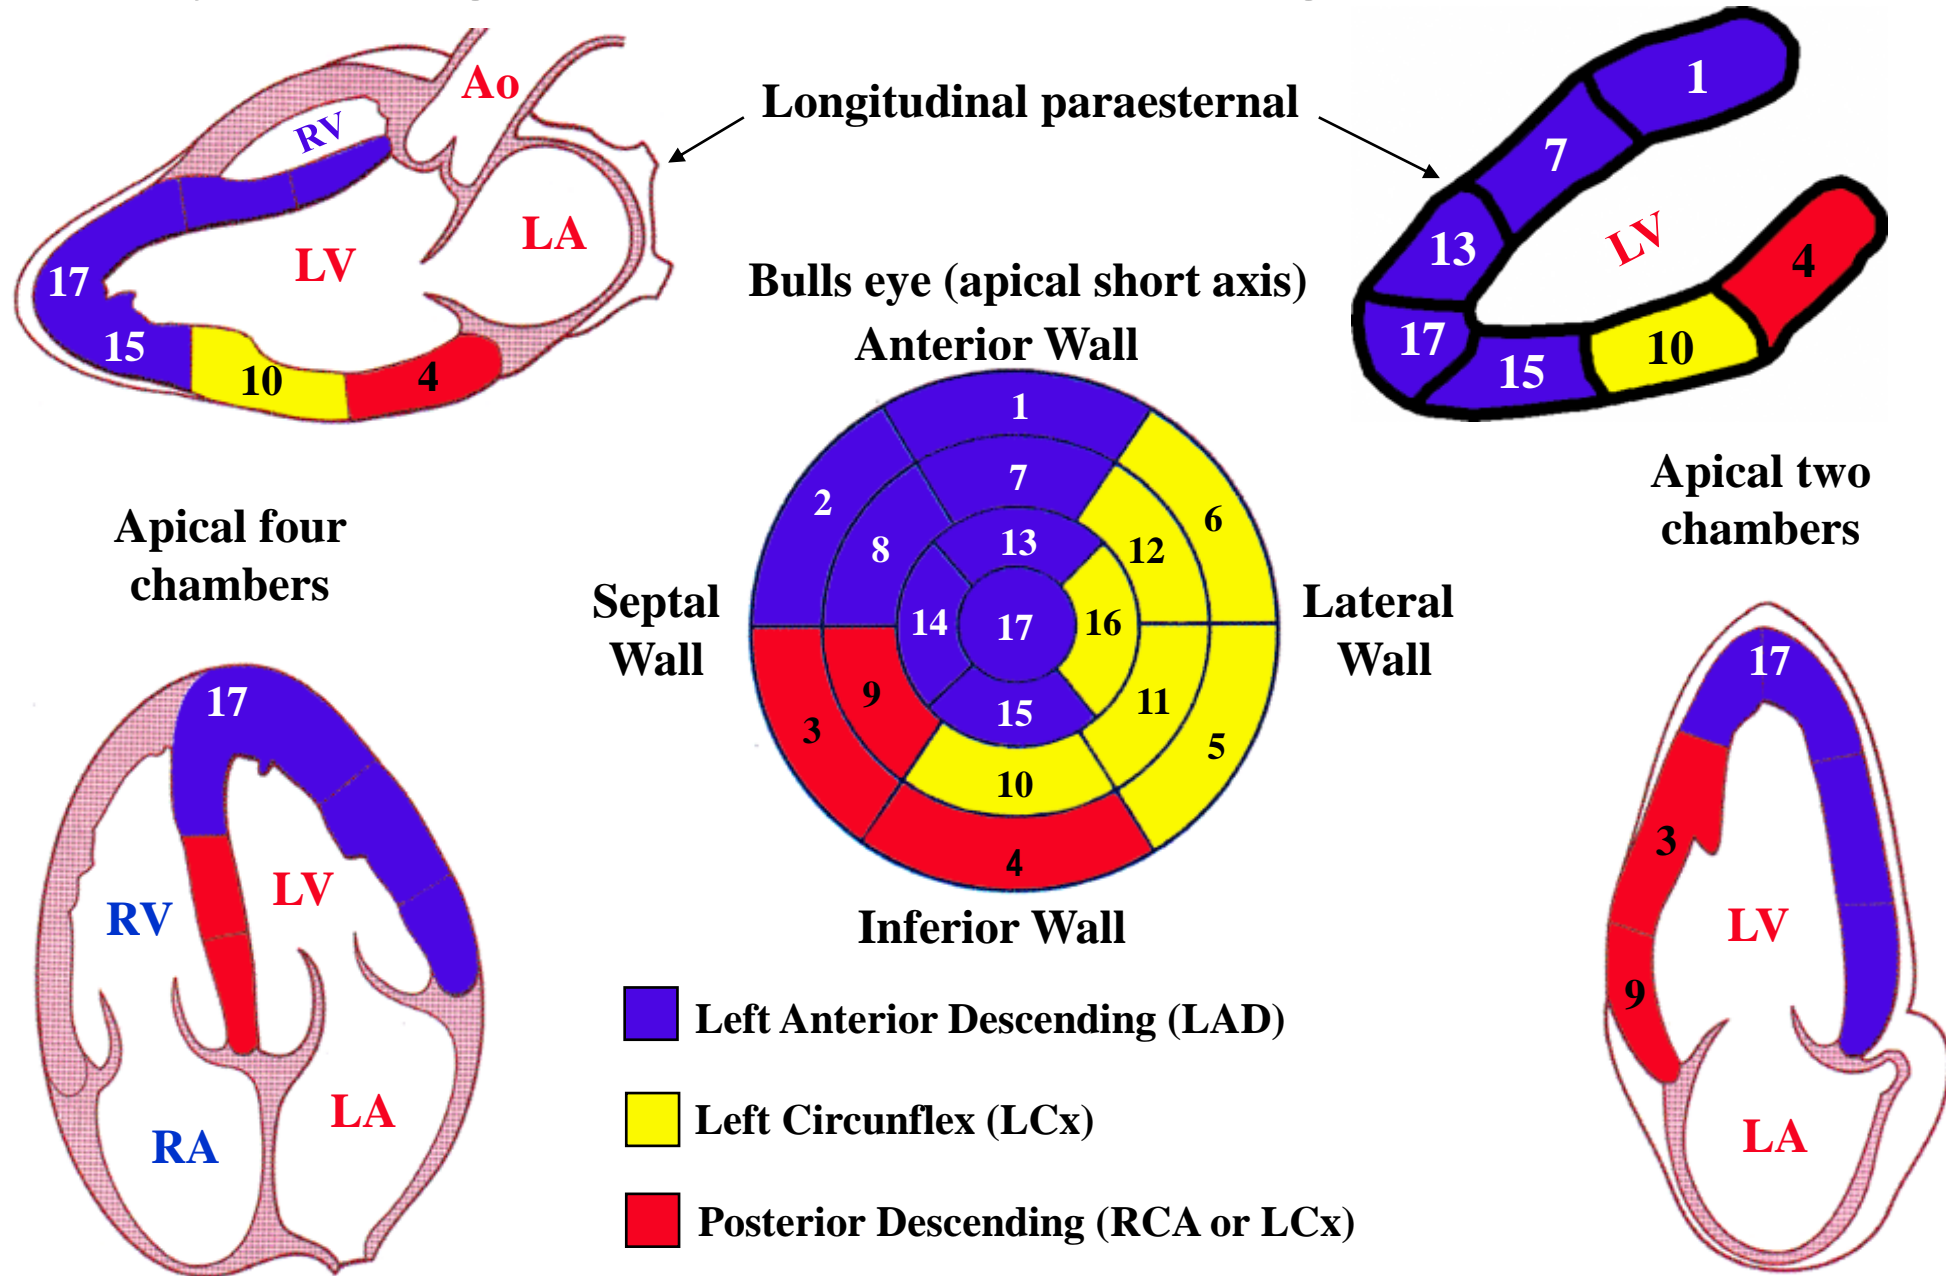 Ao
RV
LV
LA
17
15
10
4
Longitudinal paraesternal
1
7
13
17
15
10
4
LV
Bulls eye (apical short axis)
Anterior Wall
1
7
13
2
8
14
17
16
12
6
3
9
15
10
11
5
4
Septal
Wall
Lateral
Wall
Inferior Wall
Apical four
chambers
17
RV
LV
RA
LA
Apical two
chambers
17
3
9
LV
LA
Left Anterior Descending (LAD)
Left Circunflex (LCx)
Posterior Descending (RCA or LCx)